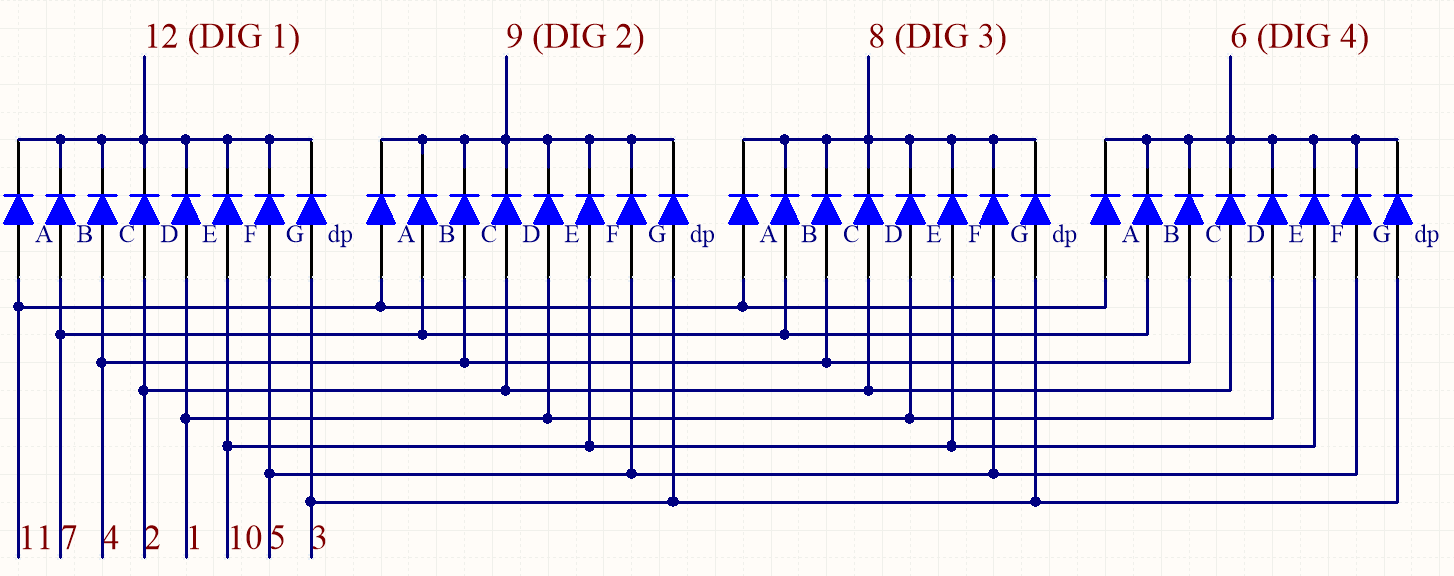 12 (DIG 1) 9 (DIG 2) 8 (DIG 3) 6 (DIG 4)
A B C D E F G dp A B C D E F G dp A B C D E F G dp A B C D E F G dp
11 7 4 2 1 10 5 3